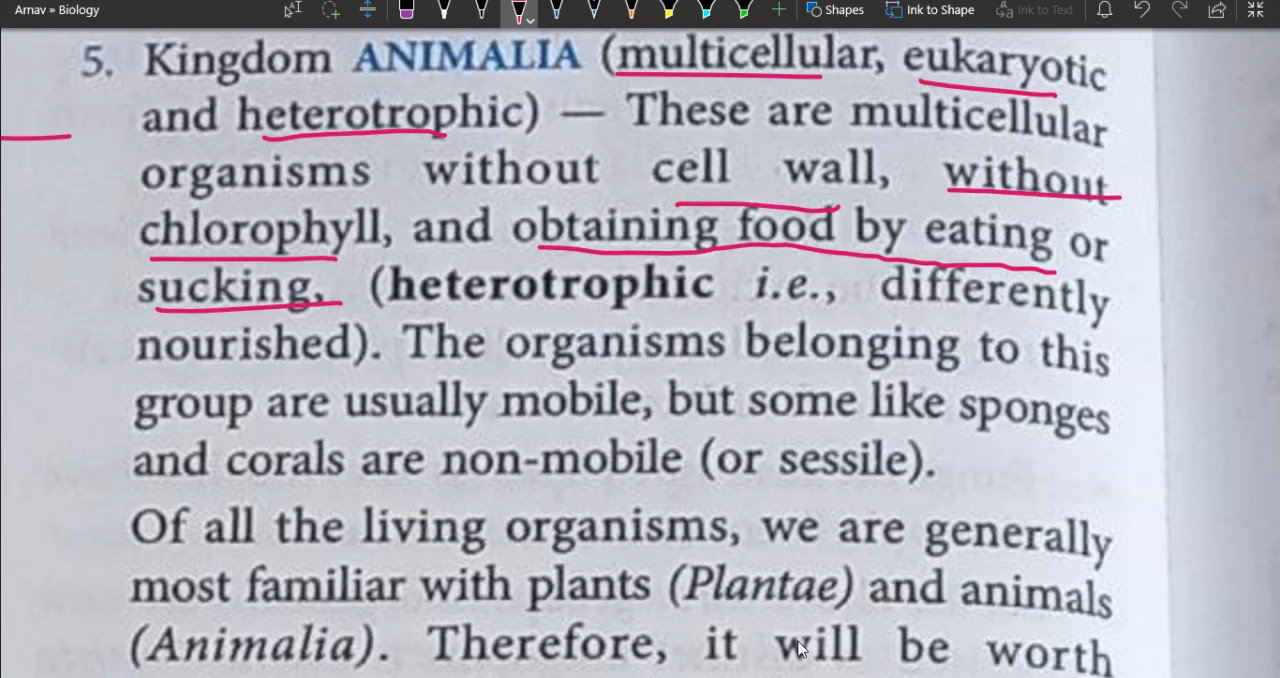 Arnav » Biology
Shapes Ink to Shape Ink to Text
5. Kingdom ANIMALIA (multicellular, eukaryotic
and heterotrophic) — These are multicellular
organisms without cell wall, without
chlorophyll, and obtaining food by eating or
sucking, (heterotrophic i.e., differently
nourished). The organisms belonging to this
group are usually mobile, but some like sponges
and corals are non-mobile (or sessile).
Of all the living organisms, we are generally
most familiar with plants (Plantae) and animals
(Animalia). Therefore, it will be worth